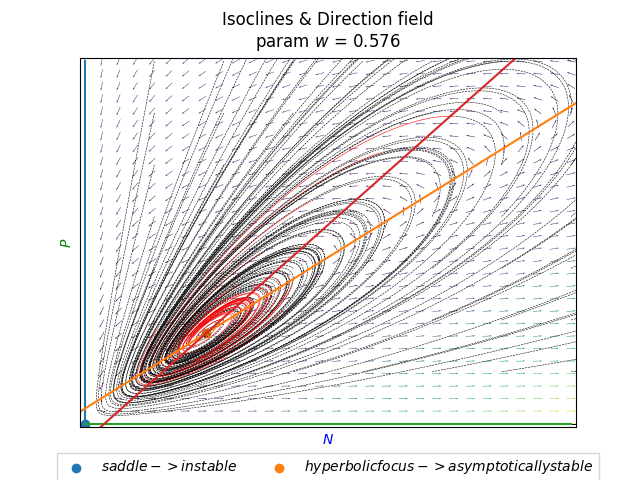 Isoclines & Direction field
param w = 0.576
P
N
saddle−>instable
hyperbolicfocus−>asymptoticallystable